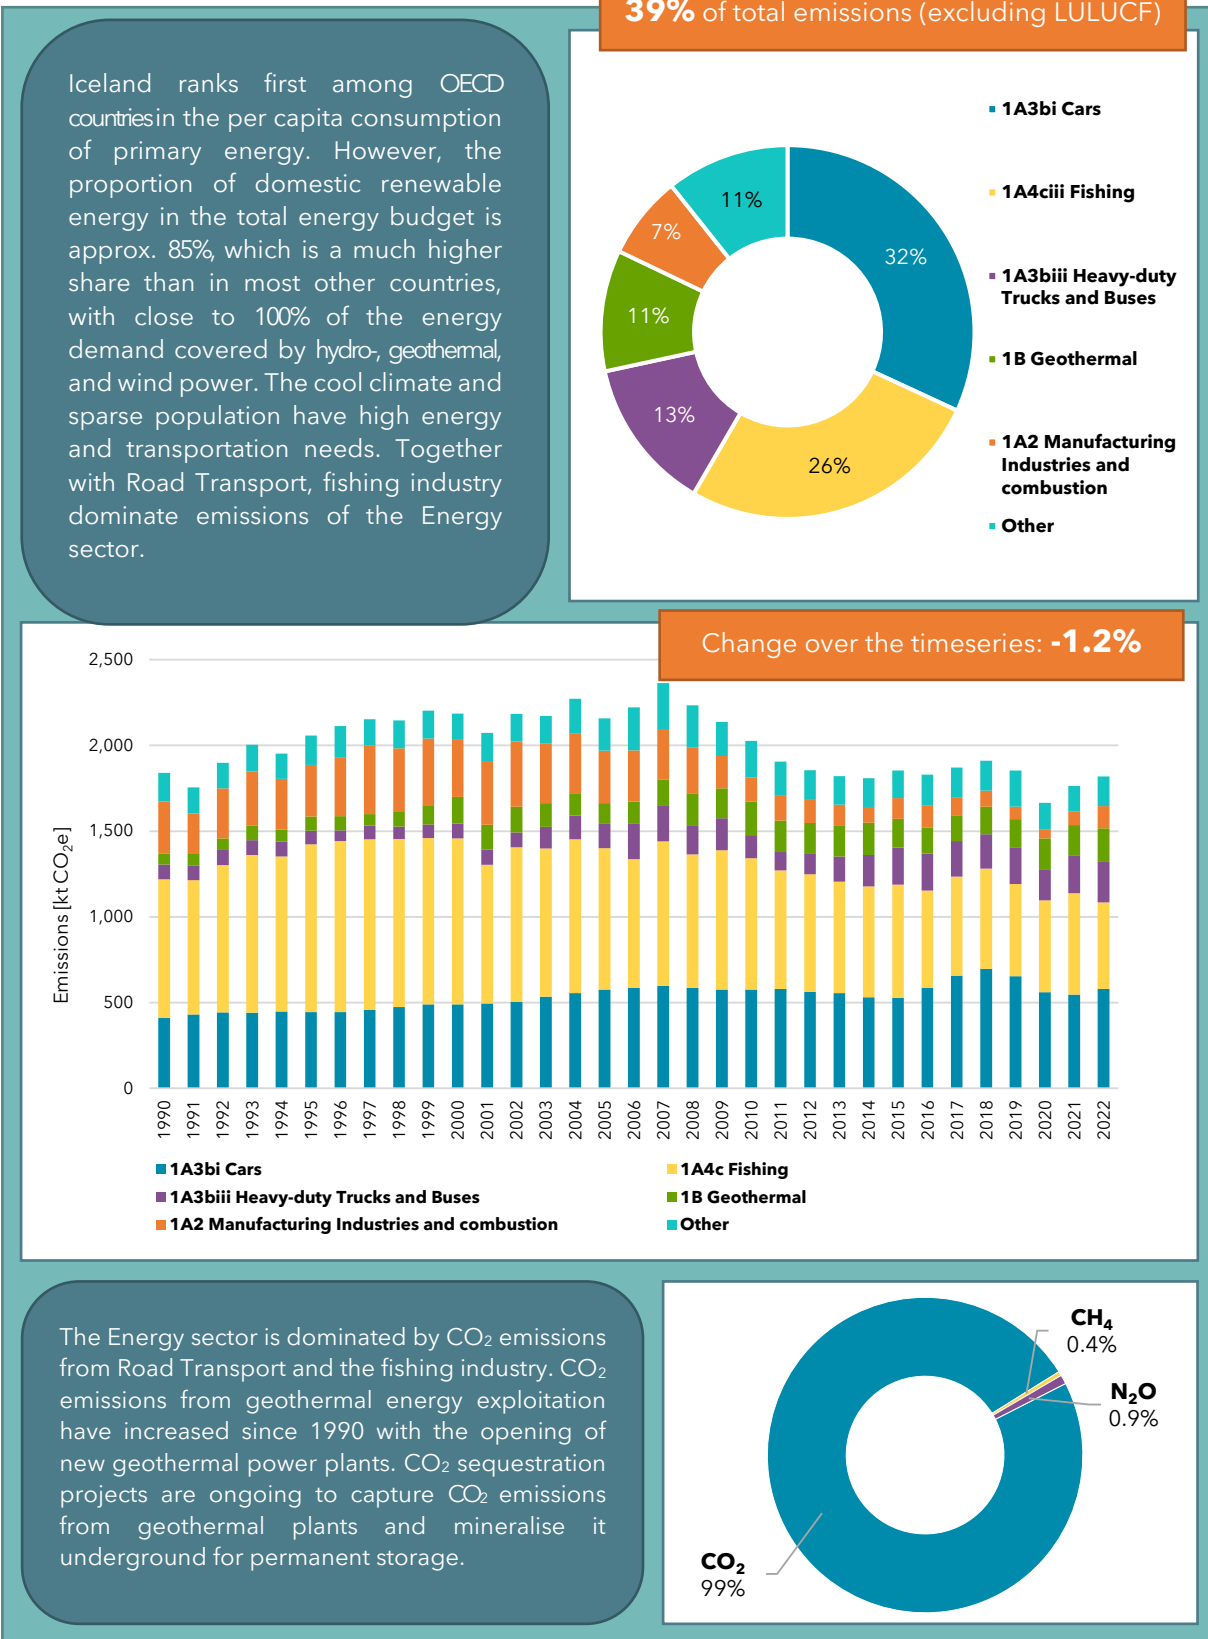 39% of total emissions (excluding LULUCF)
Iceland ranks first among OECD
countries in the per capita consumption
of primary energy. However, the
proportion of domestic renewable
energy in the total energy budget is
approx. 85%, which is a much higher
share than in most other countries,
with close to 100% of the energy
demand covered by hydro-, geothermal,
and wind power. The cool climate and
sparse population have high energy
and transportation needs. Together
with Road Transport, fishing industry
dominate emissions of the Energy
sector.
32%
26%
13%
11%
7%
11%
1A3bi Cars
1A4ciii Fishing
1A3biii Heavy-duty
Trucks and Buses
1B Geothermal
1A2 Manufacturing
Industries and
combustion
Other
Change over the timeseries: -1.2%
Emissions [kt CO₂e]
2,500
2,000
1,500
1,000
500
0
1990 1991 1992 1993 1994 1995 1996 1997 1998 1999 2000 2001 2002 2003 2004 2005 2006 2007 2008 2009 2010 2011 2012 2013 2014 2015 2016 2017 2018 2019 2020 2021 2022
1A3bi Cars 1A4c Fishing
1A3biii Heavy-duty Trucks and Buses 1B Geothermal
1A2 Manufacturing Industries and combustion Other
The Energy sector is dominated by CO₂ emissions
from Road Transport and the fishing industry. CO₂
emissions from geothermal energy exploitation
have increased since 1990 with the opening of
new geothermal power plants. CO₂ sequestration
projects are ongoing to capture CO₂ emissions
from geothermal plants and mineralise it
underground for permanent storage.
CH₄
0.4%
N₂O
0.9%
CO₂
99%